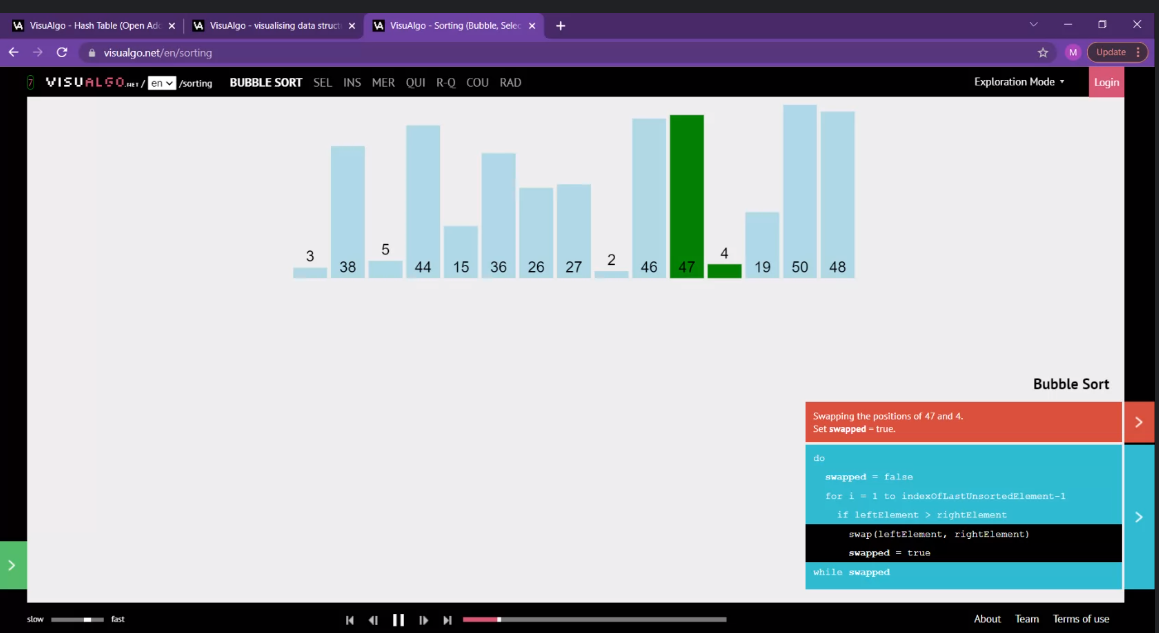 VisuAlgo - Hash Table (Open Add
VisuAlgo - visualising data struct
VisuAlgo - Sorting (Bubble, Selec
visualgo.net/en/sorting
M
Update
7 VISUALGO.NET/ en /sorting BUBBLE SORT SEL INS MER QUI R-Q COU RAD Exploration Mode Login
3 38 5 44 15 36 26 27 2 46 47 4 19 50 48
Bubble Sort
Swapping the positions of 47 and 4.
Set swapped = true.
do
swapped = false
for i = 1 to indexOfLastUnsortedElement-1
if leftElement > rightElement
swap(leftElement, rightElement)
swapped = true
while swapped
slow fast
About Team Terms of use